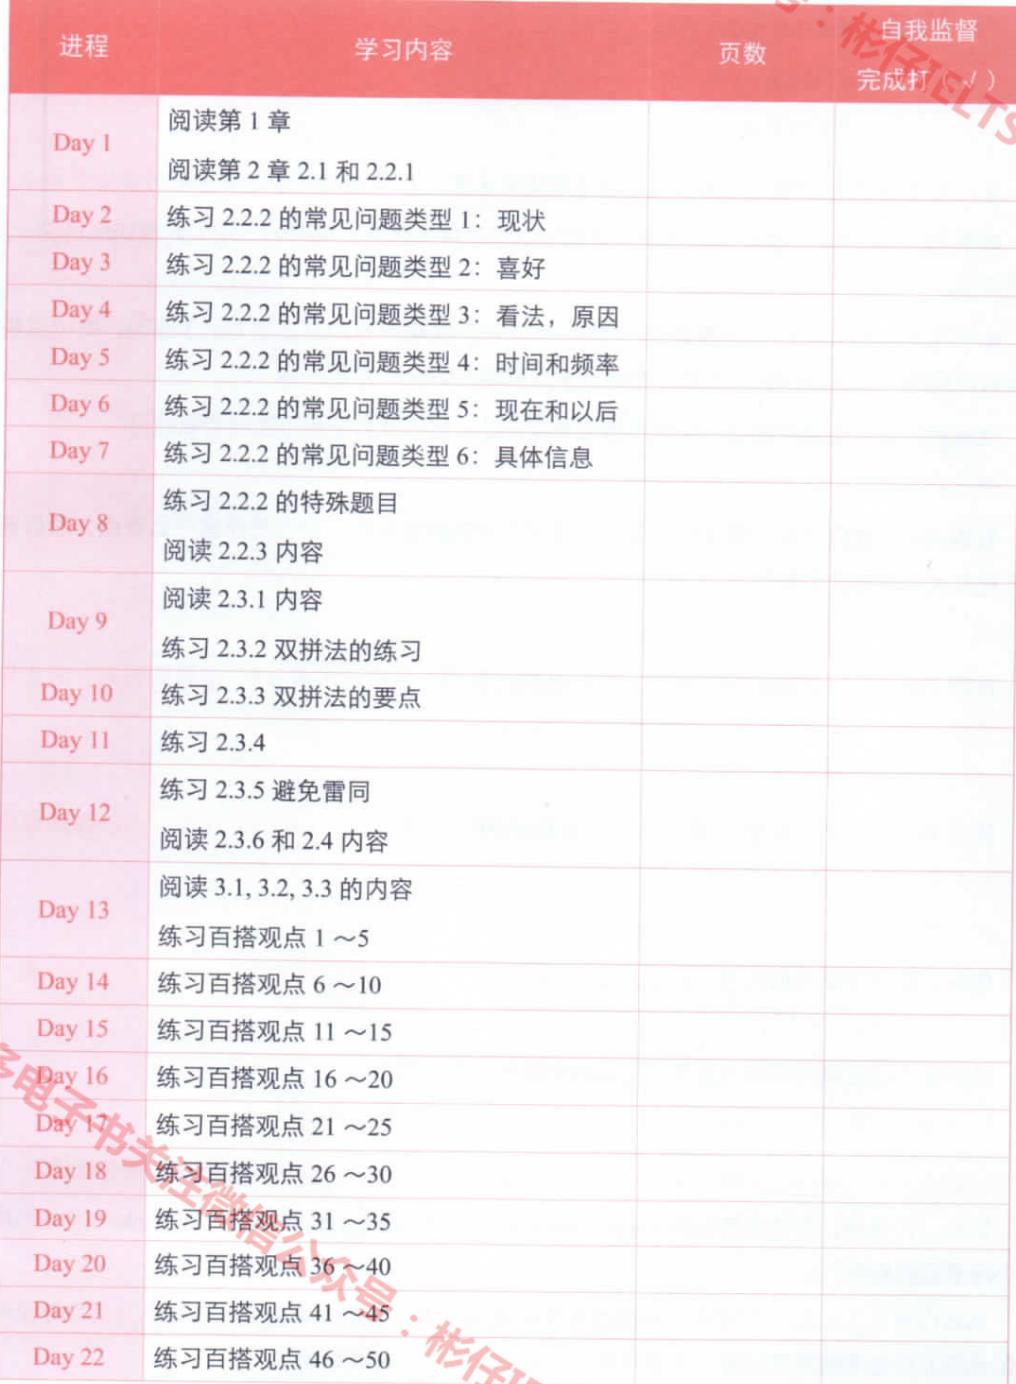 进程 学习内容 页数 自我监督
完成打（√）
Day 1 阅读第 1 章
阅读第 2 章 2.1 和 2.2.1
Day 2 练习 2.2.2 的常见问题类型 1：现状
Day 3 练习 2.2.2 的常见问题类型 2：喜好
Day 4 练习 2.2.2 的常见问题类型 3：看法，原因
Day 5 练习 2.2.2 的常见问题类型 4：时间和频率
Day 6 练习 2.2.2 的常见问题类型 5：现在和以后
Day 7 练习 2.2.2 的常见问题类型 6：具体信息
Day 8 练习 2.2.2 的特殊题目
阅读 2.2.3 内容
Day 9 阅读 2.3.1 内容
练习 2.3.2 双拼法的练习
Day 10 练习 2.3.3 双拼法的要点
Day 11 练习 2.3.4
Day 12 练习 2.3.5 避免雷同
阅读 2.3.6 和 2.4 内容
Day 13 阅读 3.1, 3.2, 3.3 的内容
练习百搭观点 1～5
Day 14 练习百搭观点 6～10
Day 15 练习百搭观点 11～15
Day 16 练习百搭观点 16～20
Day 17 练习百搭观点 21～25
Day 18 练习百搭观点 26～30
Day 19 练习百搭观点 31～35
Day 20 练习百搭观点 36～40
Day 21 练习百搭观点 41～45
Day 22 练习百搭观点 46～50
号：彬仔IELTS
多电子书关注微信公众号：彬仔IE